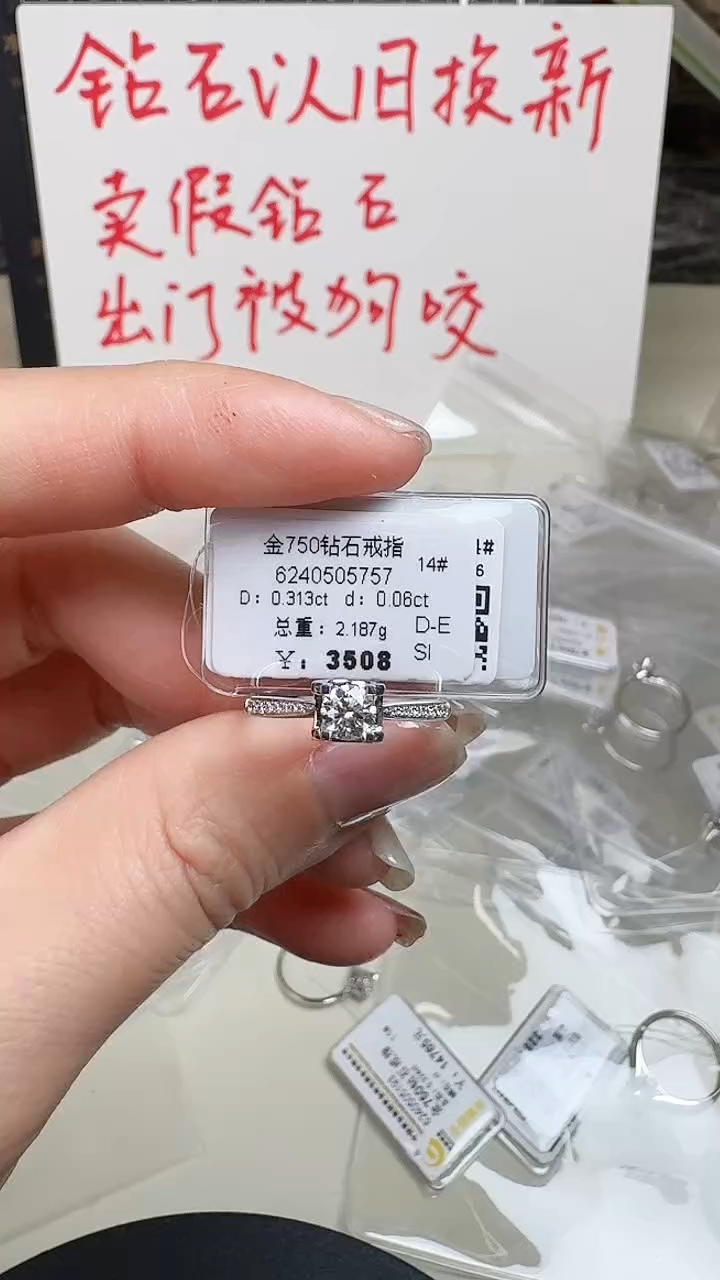 钻石以旧换新
卖假钻石
出门被狗咬
金750钻石戒指
14#
6240505757
D: 0.313ct d: 0.06ct
总重: 2.187g
D-E
¥: 3508
SI